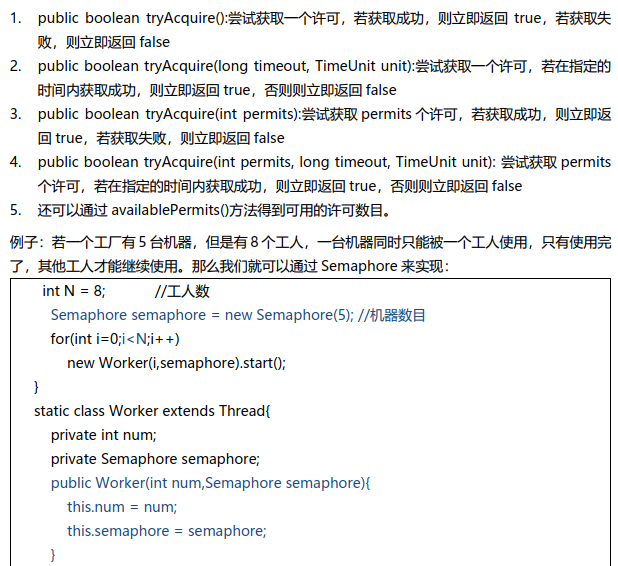 1. public boolean tryAcquire():尝试获取一个许可，若获取成功，则立即返回 true，若获取失
败，则立即返回 false
2. public boolean tryAcquire(long timeout, TimeUnit unit):尝试获取一个许可，若在指定的
时间内获取成功，则立即返回 true，否则则立即返回 false
3. public boolean tryAcquire(int permits):尝试获取 permits 个许可，若获取成功，则立即返
回 true，若获取失败，则立即返回 false
4. public boolean tryAcquire(int permits, long timeout, TimeUnit unit): 尝试获取 permits
个许可，若在指定的时间内获取成功，则立即返回 true，否则则立即返回 false
5. 还可以通过 availablePermits()方法得到可用的许可数目。
例子：若一个工厂有 5 台机器，但是有 8 个工人，一台机器同时只能被一个工人使用，只有使用完
了，其他工人才能继续使用。那么我们就可以通过 Semaphore 来实现：
int N = 8; //工人数
Semaphore semaphore = new Semaphore(5); //机器数目
for(int i=0;i<N;i++)
new Worker(i,semaphore).start();
}
static class Worker extends Thread{
private int num;
private Semaphore semaphore;
public Worker(int num,Semaphore semaphore){
this.num = num;
this.semaphore = semaphore;
}